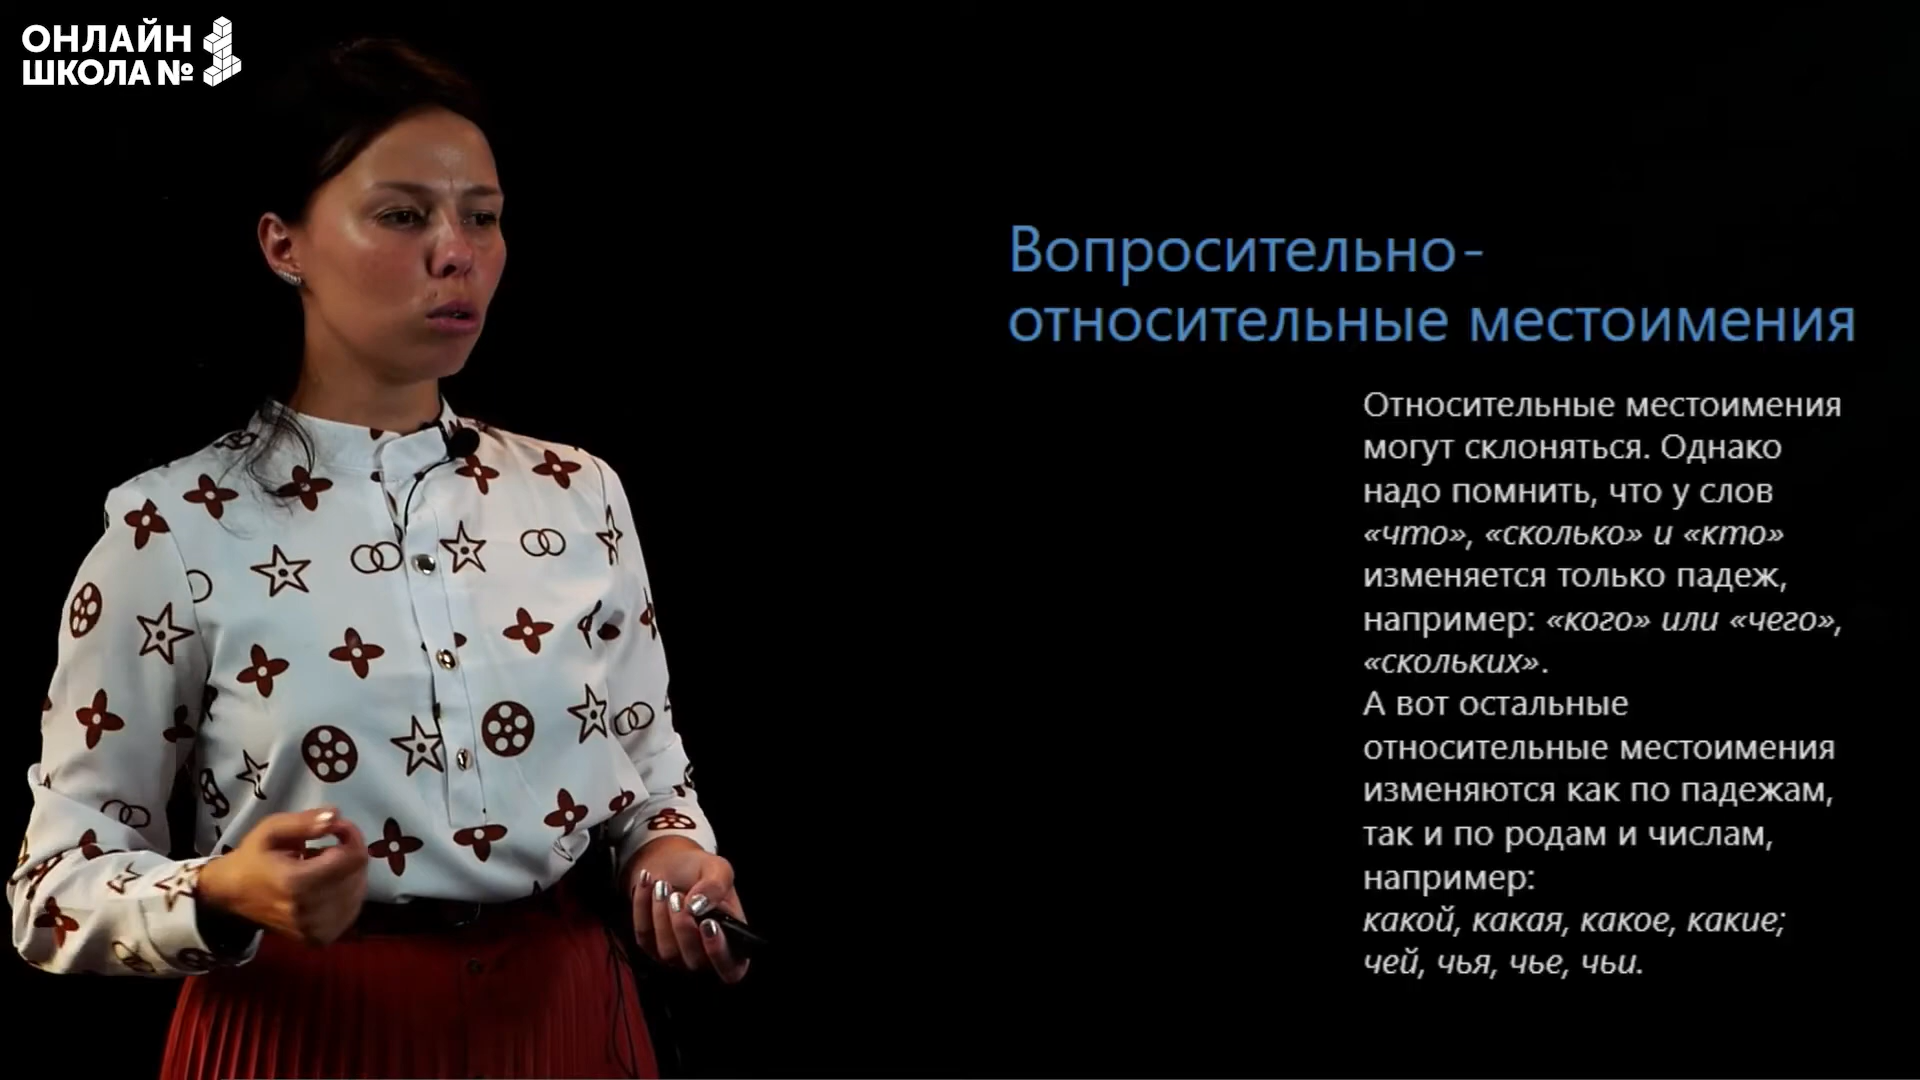 ОНЛАЙН
ШКОЛА №
Вопросительно-
относительные местоимения
Относительные местоимения
могут склоняться. Однако
надо помнить, что у слов
«что», «сколько» и «кто»
изменяется только падеж,
например: «кого» или «чего»,
«скольких».
А вот остальные
относительные местоимения
изменяются как по падежам,
так и по родам и числам,
например:
какой, какая, какое, какие;
чей, чья, чье, чьи.